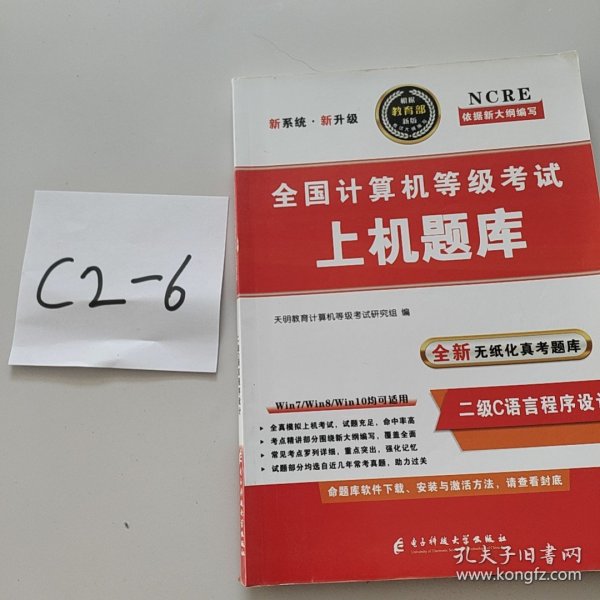 C2-6
新系统·新升级
根据
教育部
新版
NCRE
依据新大纲编写
全国计算机等级考试
上机题库
天明教育计算机等级考试研究组 编
全新 无纸化真考题库
Win7/Win8/Win10均可适用
二级C语言程序设计
全真模拟上机考试，试题充足，命中率高
考点精讲部分围绕新大纲编写，覆盖全面
常见考点罗列详细，重点突出，强化记忆
试题部分均选自近几年常考真题，助力过关
命题库软件下载、安装与激活方法，请查看封底
电子科技大学出版社
孔夫子旧书网
www.kongfz.com